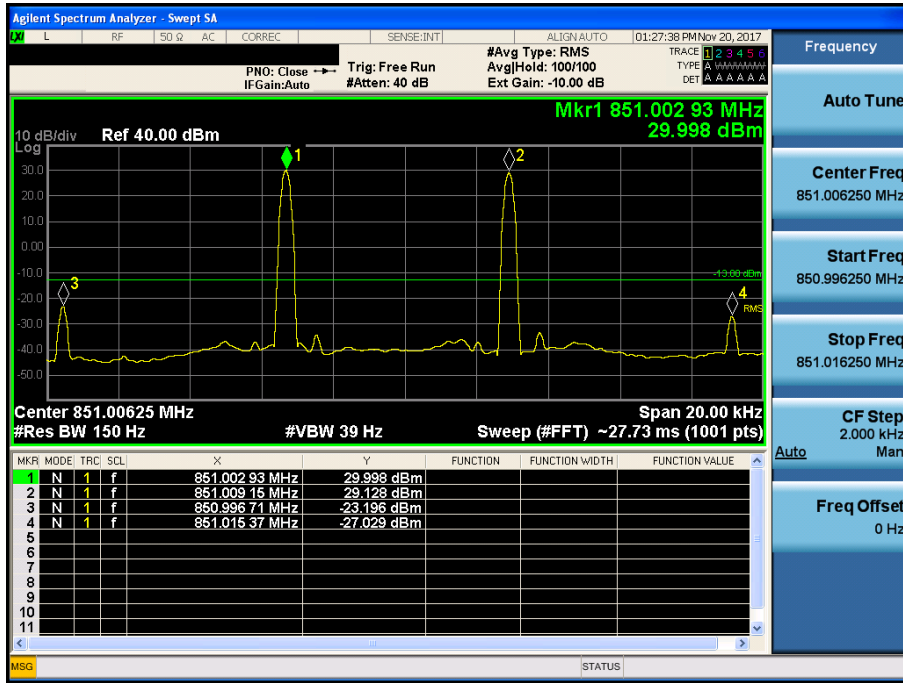 Agilent Spectrum Analyzer - Swept SA
LXI L RF 50 Ω AC CORREC SENSE:INT ALIGN AUTO 01:27:38 PM Nov 20, 2017
PNO: Close
IFGain:Auto
Trig: Free Run
#Atten: 40 dB
#Avg Type: RMS
Avg|Hold: 100/100
Ext Gain: -10.00 dB
TRACE 1 2 3 4 5 6
TYPE A WWWWW
DET A A A A A A
Mkr1 851.002 93 MHz
29.998 dBm
10 dB/div Ref 40.00 dBm
Log
30.0
20.0
10.0
0.00
-10.0
-20.0
-30.0
-40.0
-50.0
1
2
3
4
-13.00 dBm
RMS
Center 851.00625 MHz Span 20.00 kHz
#Res BW 150 Hz #VBW 39 Hz Sweep (#FFT) ~27.73 ms (1001 pts)
MKR MODE TRC SCL X Y FUNCTION FUNCTION WIDTH FUNCTION VALUE
1 N 1 f 851.002 93 MHz 29.998 dBm
2 N 1 f 851.009 15 MHz 29.128 dBm
3 N 1 f 850.996 71 MHz -23.196 dBm
4 N 1 f 851.015 37 MHz -27.029 dBm
5
6
7
8
9
10
11
MSG STATUS
Frequency
Auto Tune
Center Freq
851.006250 MHz
Start Freq
850.996250 MHz
Stop Freq
851.016250 MHz
CF Step
2.000 kHz
Auto Man
Freq Offset
0 Hz